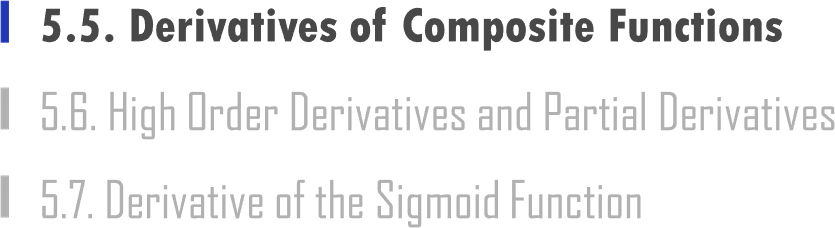 5.5. Derivatives of Composite Functions
5.6. High Order Derivatives and Partial Derivatives
5.7. Derivative of the Sigmoid Function